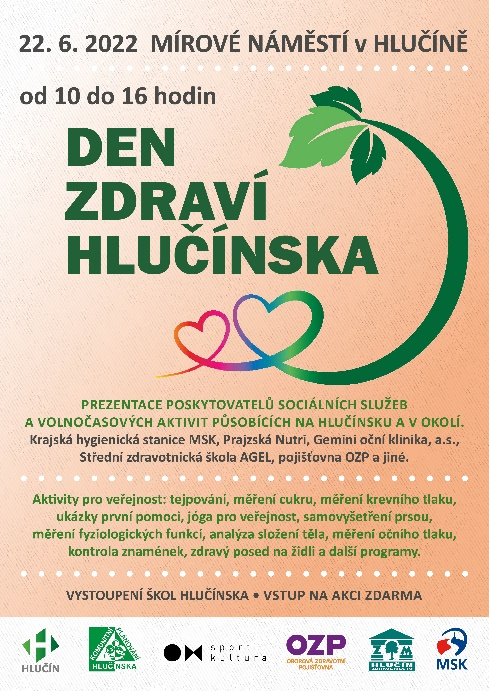 22. 6. 2022 MÍROVÉ NÁMĚSTÍ v HLUČÍNĚ
od 10 do 16 hodin
DEN
ZDRAVÍ
HLUČÍNSKA
PREZENTACE POSKYTOVATELŮ SOCIÁLNÍCH SLUŽEB
A VOLNOČASOVÝCH AKTIVIT PŮSOBÍCÍCH NA HLUČÍNSKU A V OKOLÍ.
Krajská hygienická stanice MSK, Prajzská Nutri, Gemini oční klinika, a.s.,
Střední zdravotnická škola AGEL, pojišťovna OZP a jiné.
Aktivity pro veřejnost: tejpování, měření cukru, měření krevního tlaku,
ukázky první pomoci, jóga pro veřejnost, samovyšetření prsou,
měření fyziologických funkcí, analýza složení těla, měření očního tlaku,
kontrola znamének, zdravý posed na židli a další programy.
VYSTOUPENÍ ŠKOL HLUČÍNSKA • VSTUP NA AKCI ZDARMA
HLUČÍN
KOMUNITNÍ PLÁNOVÁNÍ
HLUČÍNSKA
sport
kultura
OZP
OBOROVÁ ZDRAVOTNÍ
POJIŠŤOVNA
HLUČÍN
MSK